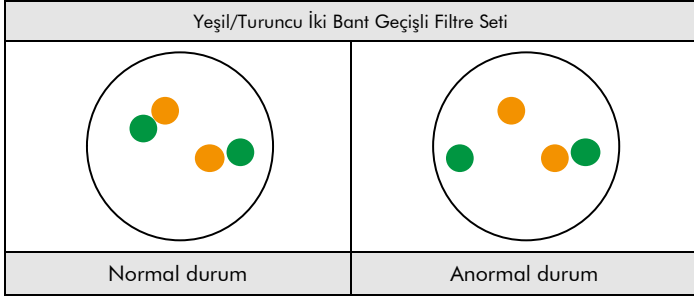 Yeşil/Turuncu İki Bant Geçişli Filtre Seti
Normal durum
Anormal durum